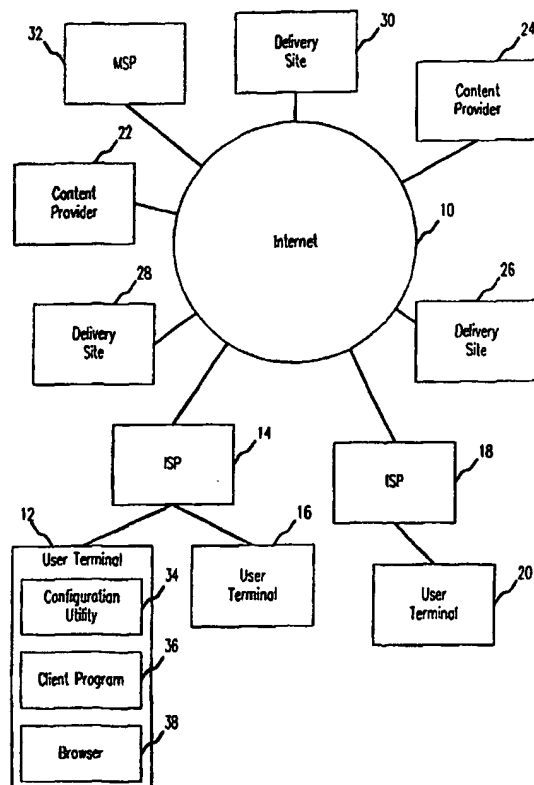 32
MSP
30
Delivery
Site
24
Content
Provider
22
Content
Provider
Internet
10
28
Delivery
Site
26
Delivery
Site
14
ISP
18
ISP
12
User Terminal
34
Configuration
Utility
36
Client Program
38
Browser
16
User
Terminal
20
User
Terminal